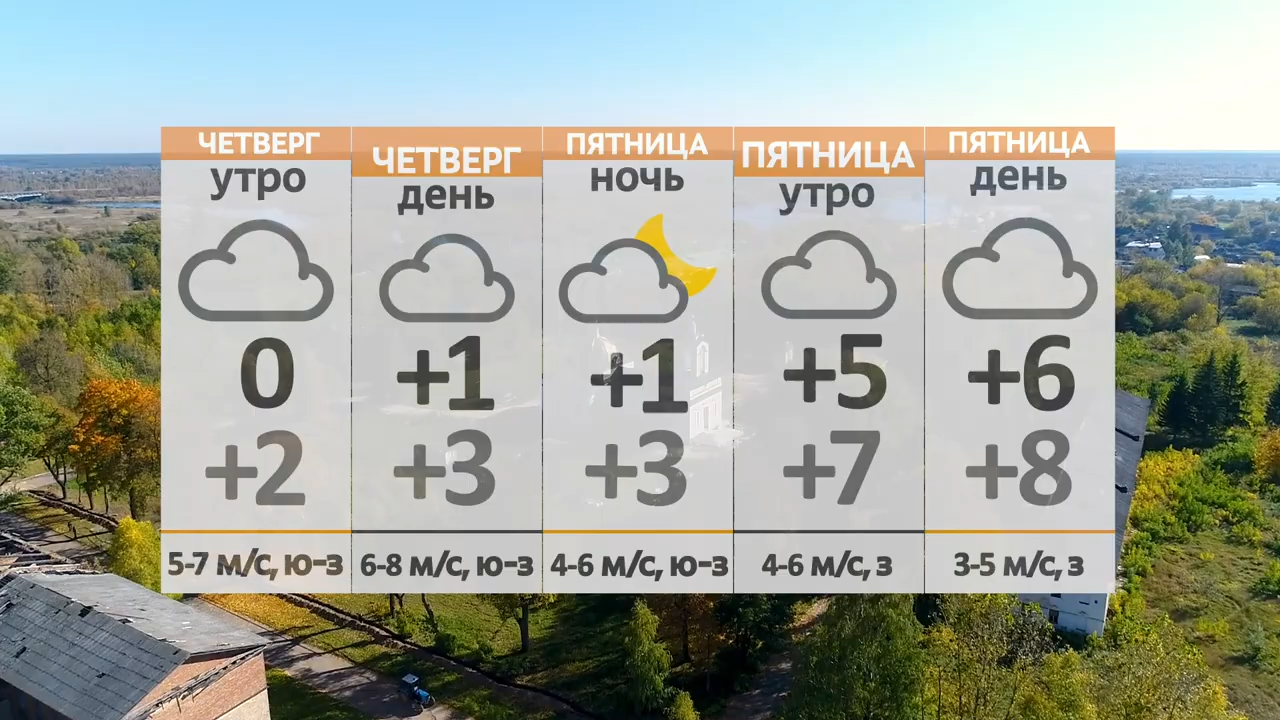 ЧЕТВЕРГ
утро
0
+2
5-7 м/с, ю-з
ЧЕТВЕРГ
день
+1
+3
6-8 м/с, ю-з
ПЯТНИЦА
ночь
+1
+3
4-6 м/с, ю-з
ПЯТНИЦА
утро
+5
+7
4-6 м/с, з
ПЯТНИЦА
день
+6
+8
3-5 м/с, з